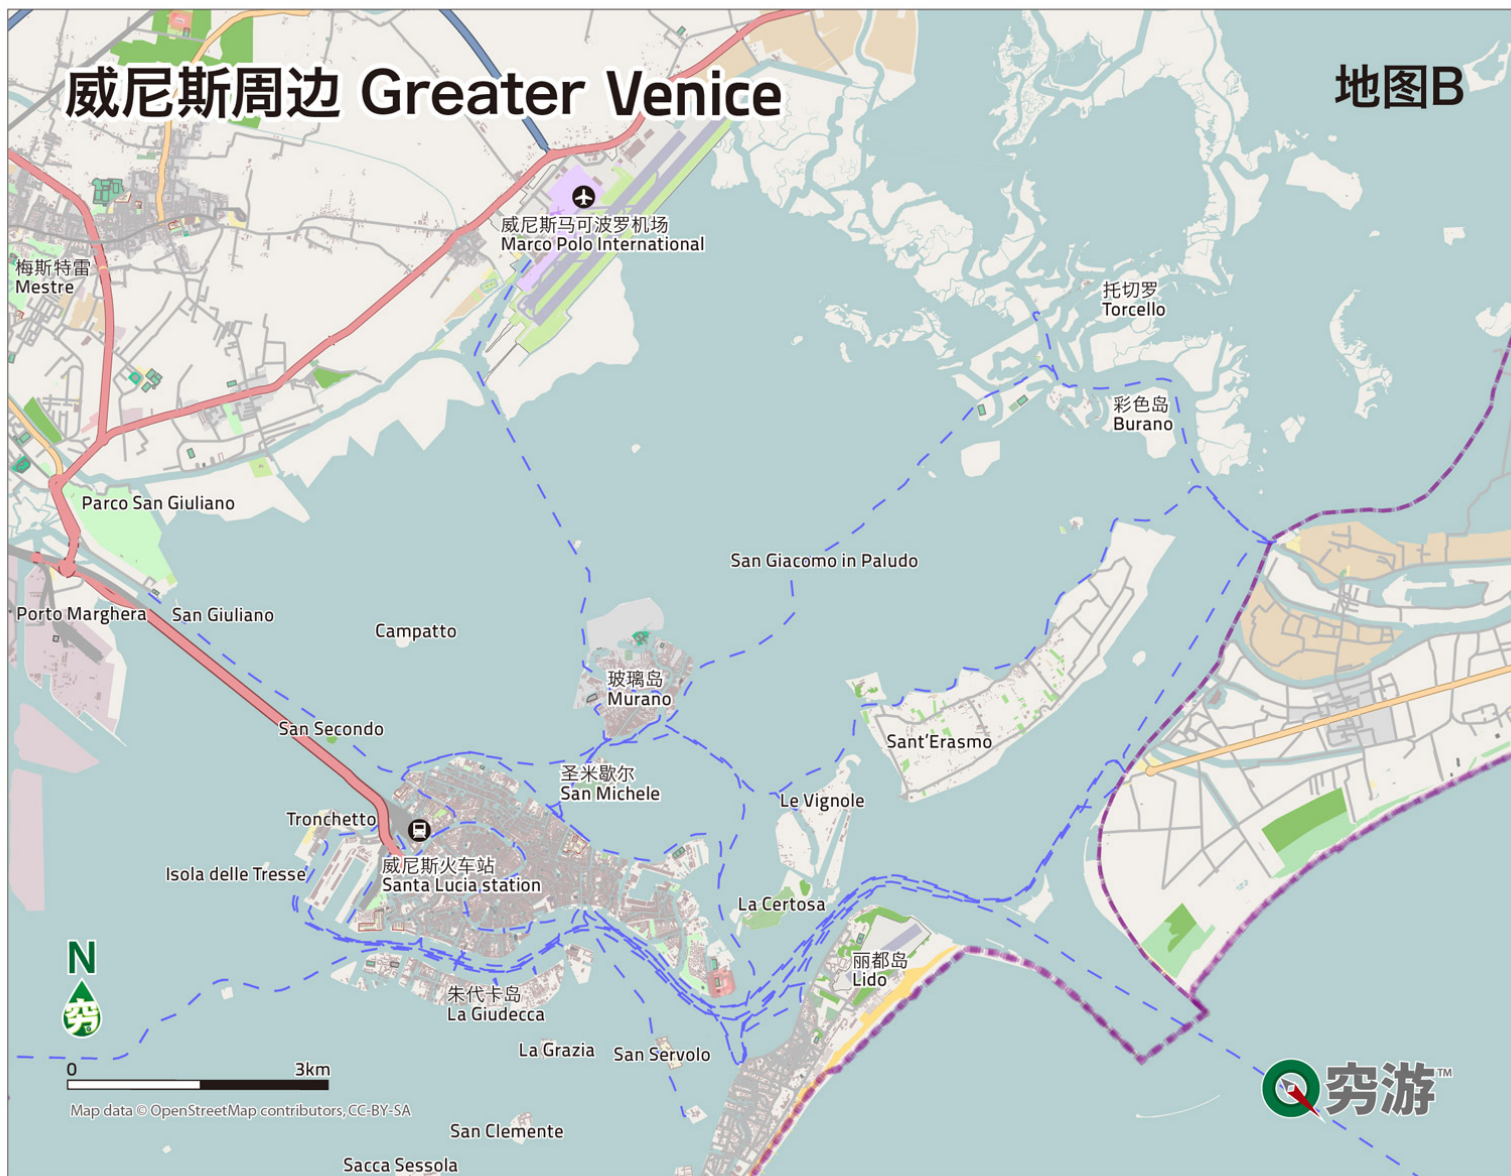 威尼斯周边 Greater Venice
地图B
威尼斯马可波罗机场
Marco Polo International
梅斯特雷
Mestre
托切罗
Torcello
彩色岛
Burano
Parco San Giuliano
San Giacomo in Paludo
Porto Marghera
San Giuliano
Campatto
玻璃岛
Murano
San Secondo
Sant'Erasmo
圣米歇尔
San Michele
Le Vignole
Tronchetto
威尼斯火车站
Santa Lucia station
Isola delle Tresse
La Certosa
丽都岛
Lido
N
穷
朱代卡岛
La Giudecca
La Grazia
San Servolo
0 3km
Map data © OpenStreetMap contributors, CC-BY-SA
穷游™
San Clemente
Sacca Sessola